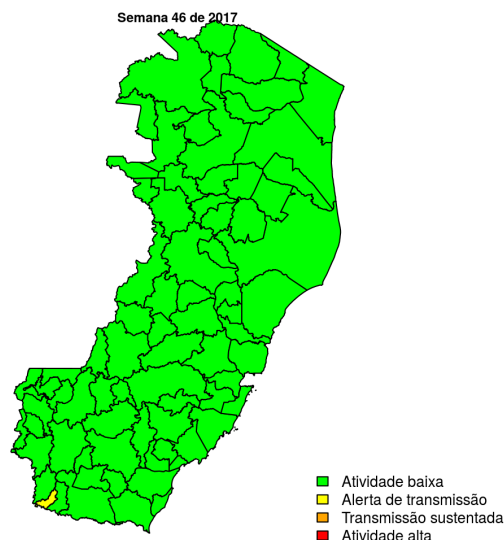 Semana 46 de 2017
Atividade baixa
Alerta de transmissão
Transmissão sustentada
Atividade alta